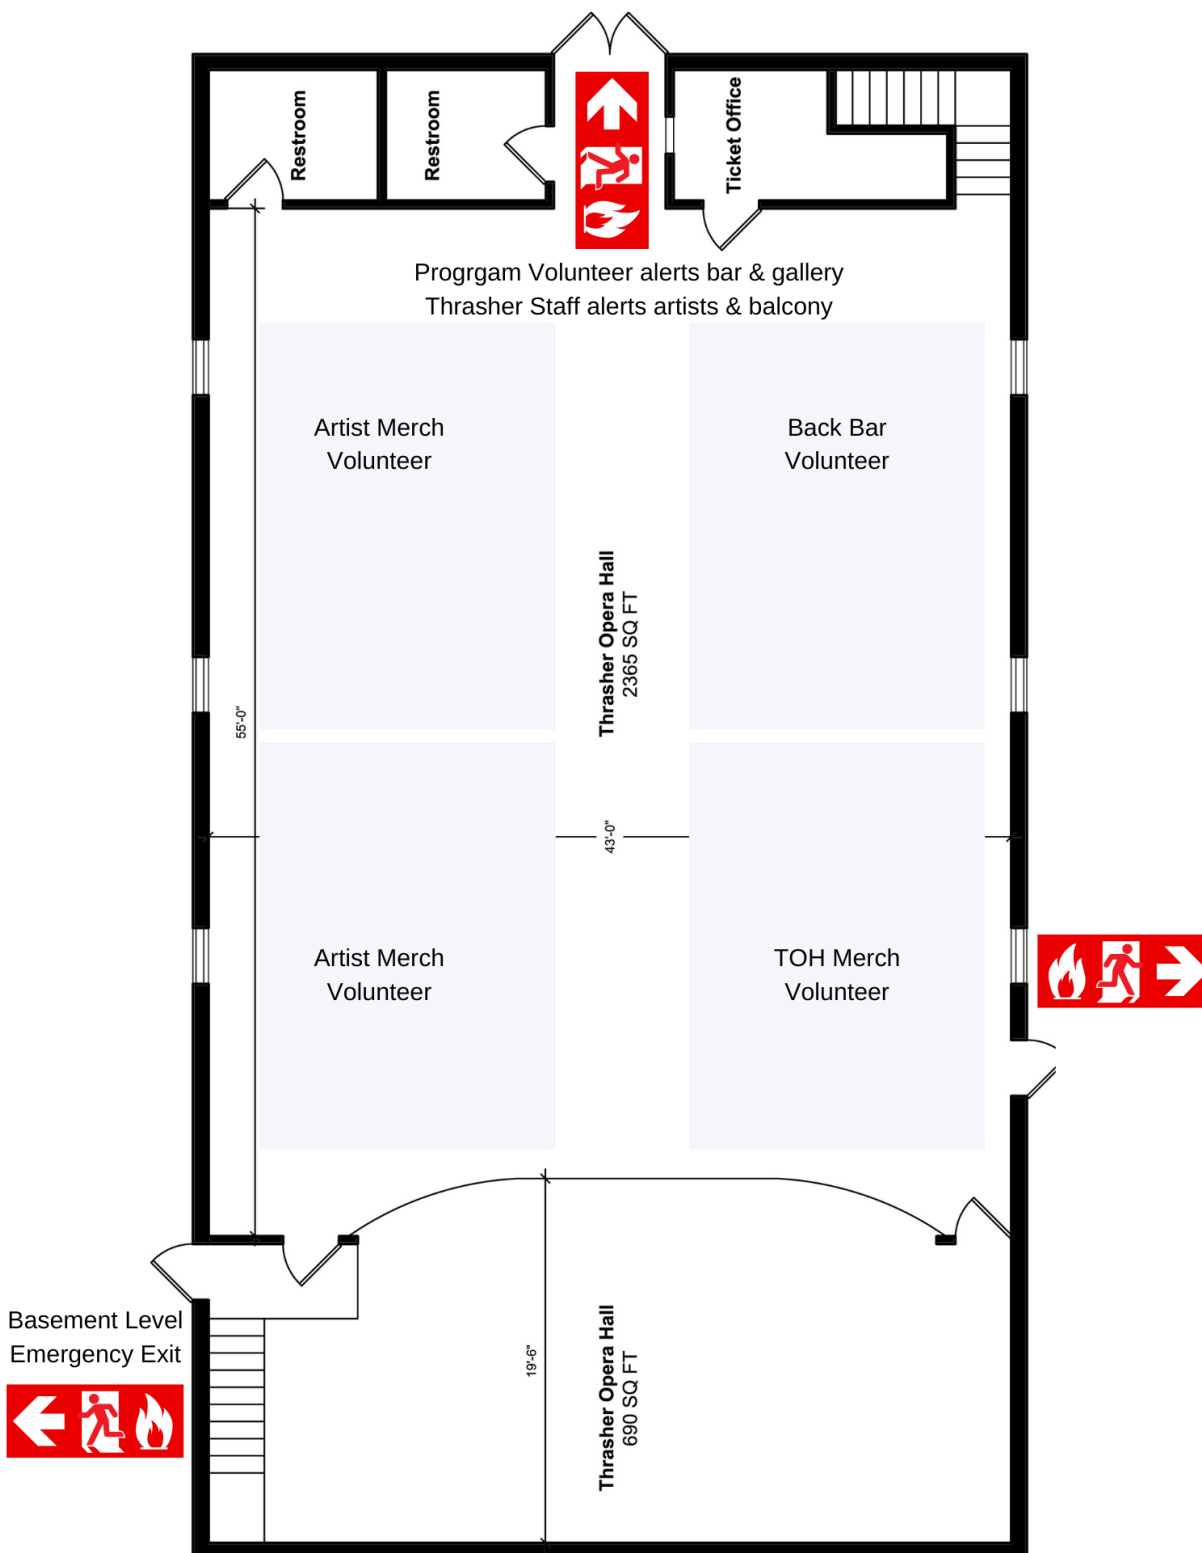 Restroom
Restroom
Ticket Office
Progrgam Volunteer alerts bar & gallery
Thrasher Staff alerts artists & balcony
Artist Merch
Volunteer
Back Bar
Volunteer
Thrasher Opera Hall
2365 SQ FT
55'-0"
43'-0"
Artist Merch
Volunteer
TOH Merch
Volunteer
Basement Level
Emergency Exit
19'-6"
Thrasher Opera Hall
690 SQ FT